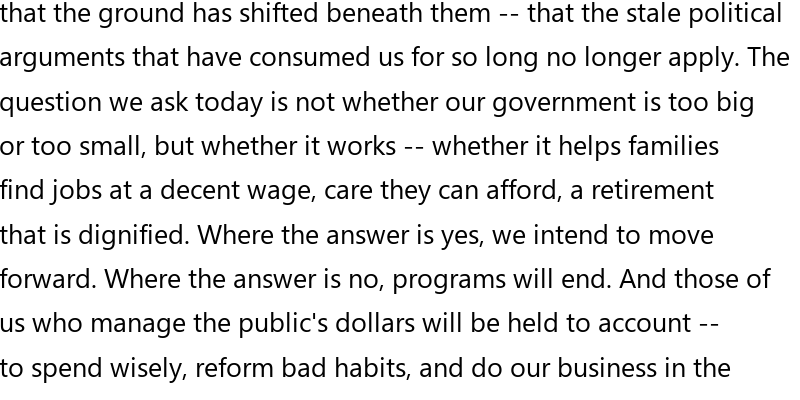 that the ground has shifted beneath them -- that the stale political
arguments that have consumed us for so long no longer apply. The
question we ask today is not whether our government is too big
or too small, but whether it works -- whether it helps families
find jobs at a decent wage, care they can afford, a retirement
that is dignified. Where the answer is yes, we intend to move
forward. Where the answer is no, programs will end. And those of
us who manage the public's dollars will be held to account --
to spend wisely, reform bad habits, and do our business in the